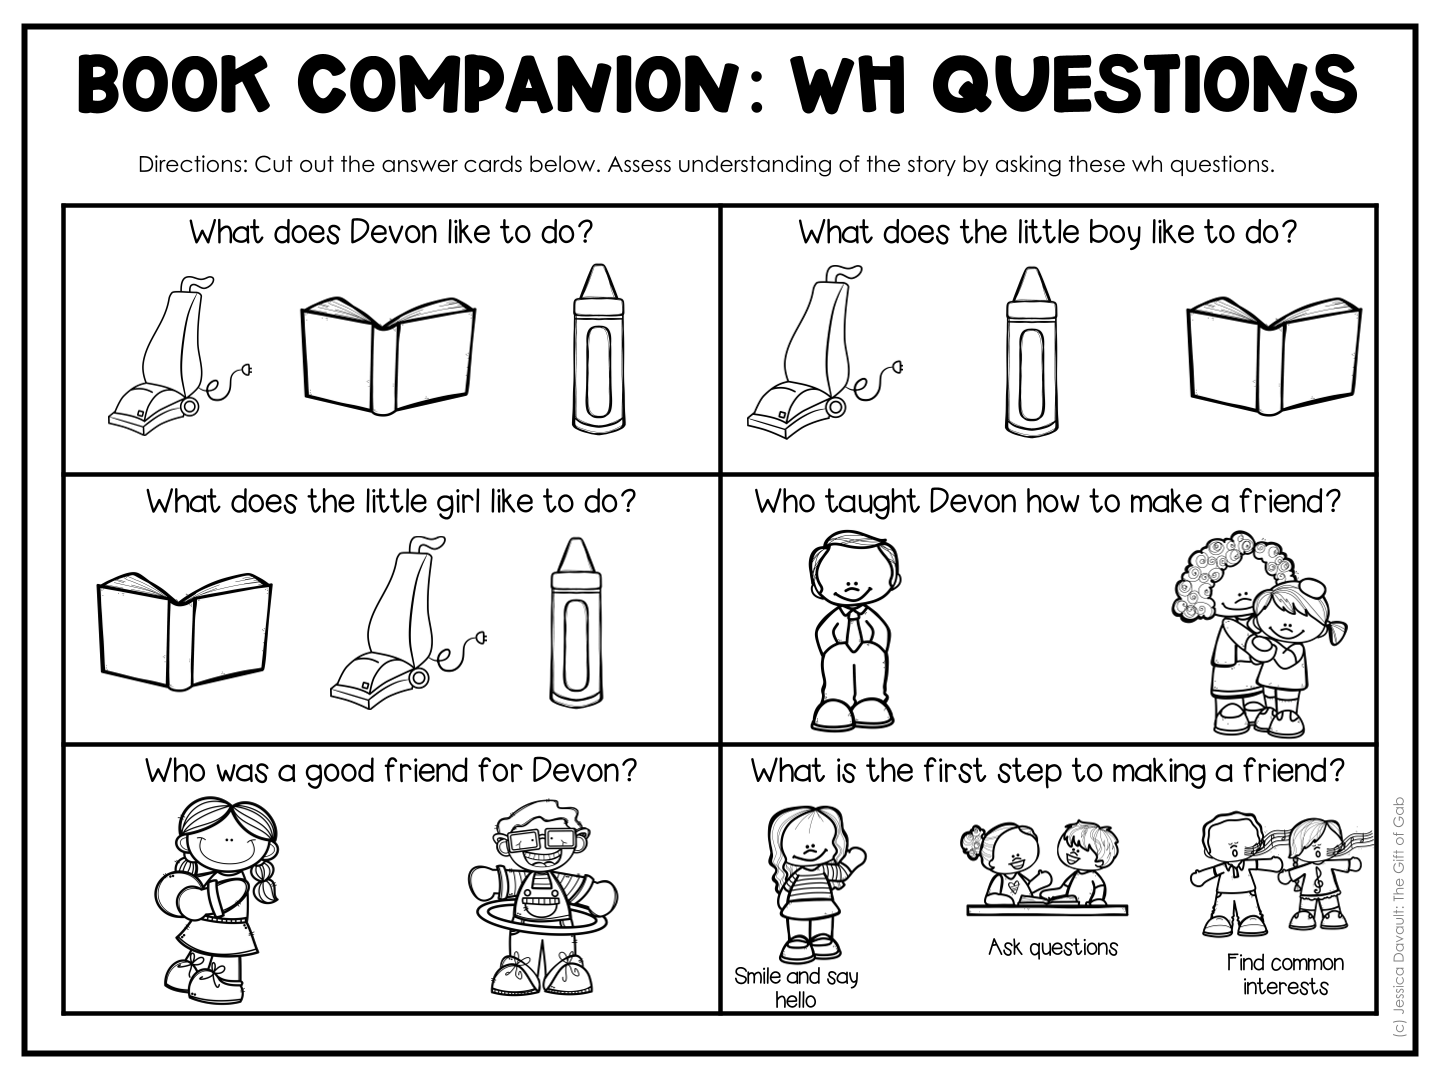 BOOK COMPANION: WH QUESTIONS
Directions: Cut out the answer cards below. Assess understanding of the story by asking these wh questions.
What does Devon like to do?
What does the little boy like to do?
What does the little girl like to do?
Who taught Devon how to make a friend?
Who was a good friend for Devon?
What is the first step to making a friend?
Smile and say
hello
Ask questions
Find common
interests
(c) Jessica Davault: The Gift of Gab